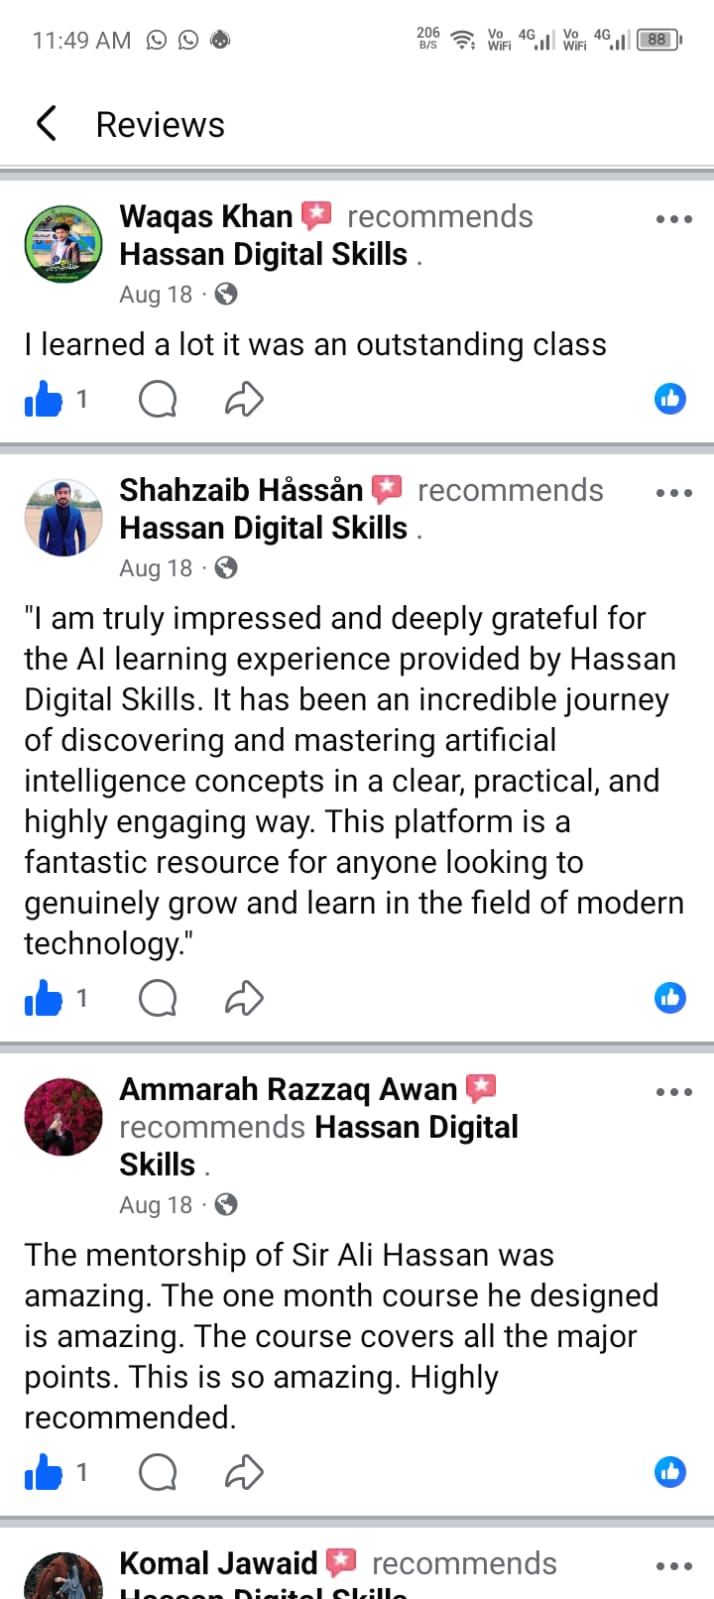 11:49 AM
206 B/S Vo WiFi 4G Vo WiFi 4G 88
Reviews
Waqas Khan recommends
Hassan Digital Skills .
Aug 18 ·
I learned a lot it was an outstanding class
1
Shahzaib Håssån recommends
Hassan Digital Skills .
Aug 18 ·
"I am truly impressed and deeply grateful for
the AI learning experience provided by Hassan
Digital Skills. It has been an incredible journey
of discovering and mastering artificial
intelligence concepts in a clear, practical, and
highly engaging way. This platform is a
fantastic resource for anyone looking to
genuinely grow and learn in the field of modern
technology."
1
Ammarah Razzaq Awan
recommends Hassan Digital
Skills .
Aug 18 ·
The mentorship of Sir Ali Hassan was
amazing. The one month course he designed
is amazing. The course covers all the major
points. This is so amazing. Highly
recommended.
1
Komal Jawaid recommends
Hassan Digital Skills